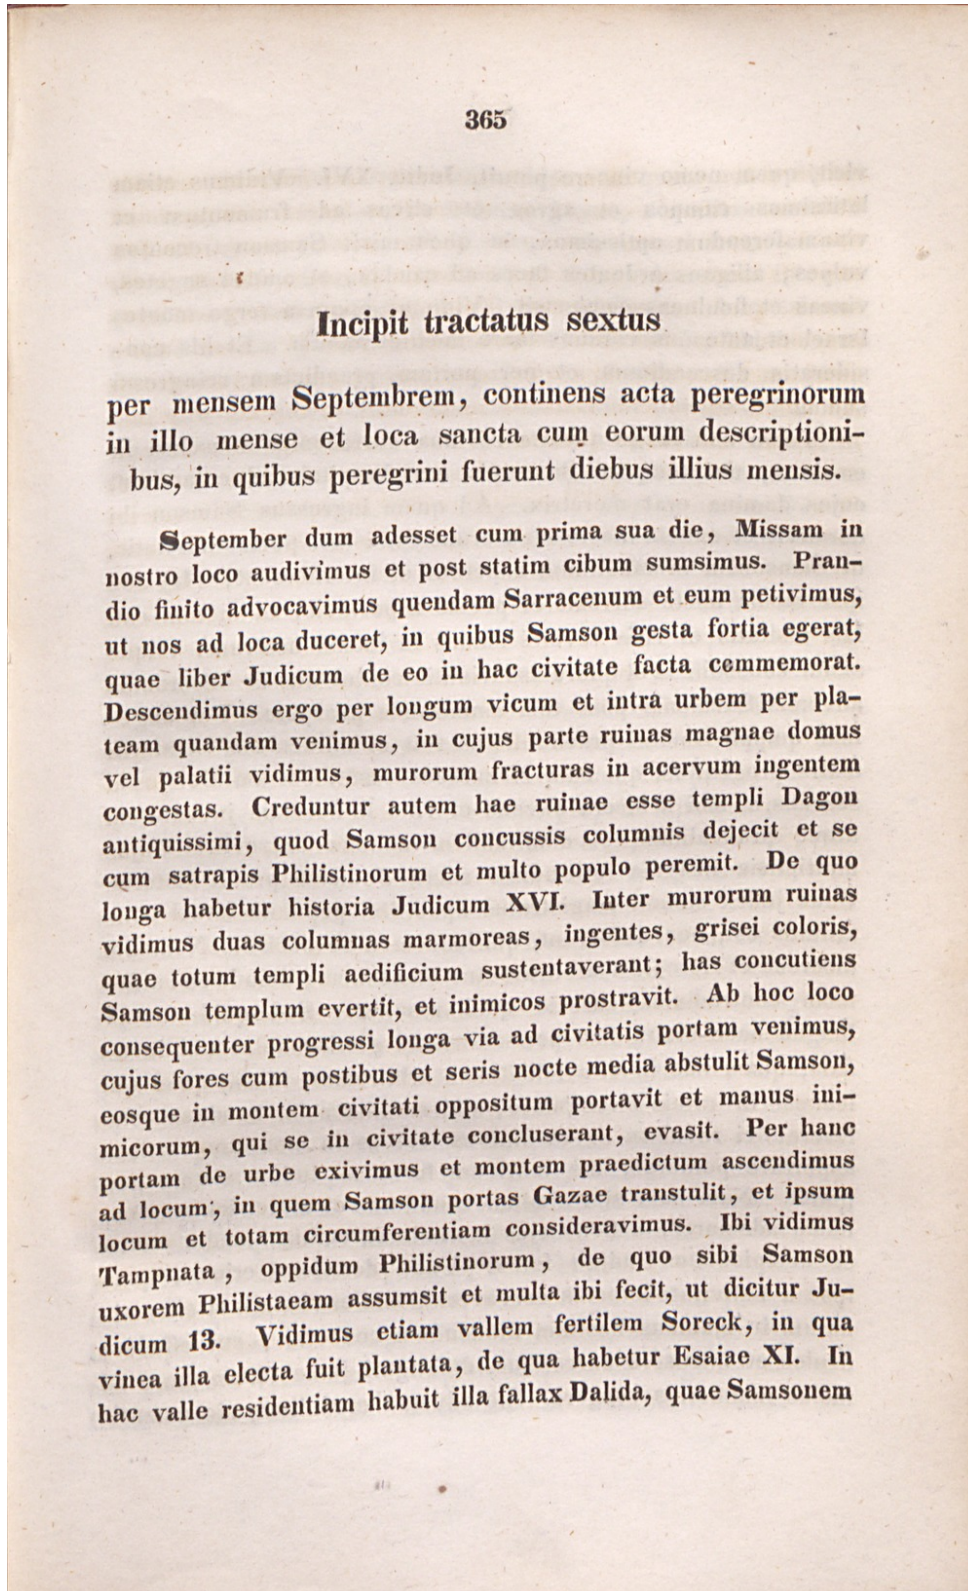 365
Incipit tractatus sextus
per mensem Septembrem, continens acta peregrinorum
in illo mense et loca sancta cum eorum descriptioni-
bus, in quibus peregrini fuerunt diebus illius mensis.
September dum adesset cum prima sua die, Missam in
nostro loco audivimus et post statim cibum sumsimus. Pran-
dio finito advocavimus quendam Sarracenum et eum petivimus,
ut nos ad loca duceret, in quibus Samson gesta fortia egerat,
quae liber Judicum de eo in hac civitate facta cemmemorat.
Descendimus ergo per longum vicum et intra urbem per pla-
team quandam venimus, in cujus parte ruinas magnae domus
vel palatii vidimus, murorum fracturas in acervum ingentem
congestas. Creduntur autem hae ruinae esse templi Dagon
antiquissimi, quod Samson concussis columnis dejecit et se
cum satrapis Philistinorum et multo populo peremit. De quo
longa habetur historia Judicum XVI. Inter murorum ruinas
vidimus duas columnas marmoreas, ingentes, grisei coloris,
quae totum templi aedificium sustentaverant; has concutiens
Samson templum evertit, et inimicos prostravit. Ab hoc loco
consequenter progressi longa via ad civitatis portam venimus,
cujus fores cum postibus et seris nocte media abstulit Samson,
eosque in montem civitati oppositum portavit et manus ini-
micorum, qui se in civitate concluserant, evasit. Per hanc
portam de urbe exivimus et montem praedictum ascendimus
ad locum, in quem Samson portas Gazae transtulit, et ipsum
locum et totam circumferentiam consideravimus. Ibi vidimus
Tampnata, oppidum Philistinorum, de quo sibi Samson
uxorem Philistaeam assumsit et multa ibi fecit, ut dicitur Ju-
dicum 13. Vidimus etiam vallem fertilem Soreck, in qua
vinea illa electa fuit plantata, de qua habetur Esaiae XI. In
hac valle residentiam habuit illa fallax Dalida, quae Samsonem